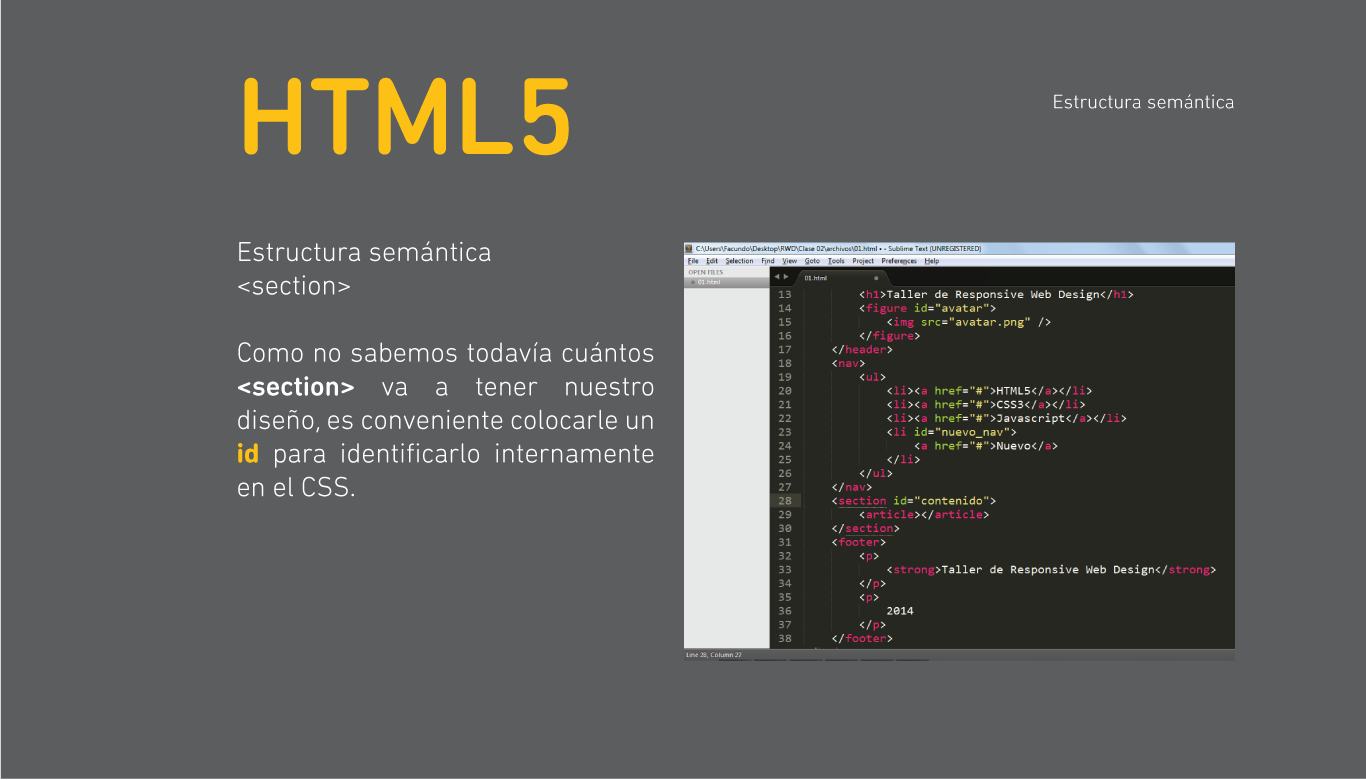 HTML5
Estructura semántica
Estructura semántica
<section>
Como no sabemos todavía cuántos
<section> va a tener nuestro
diseño, es conveniente colocarle un
id para identificarlo internamente
en el CSS.
C:\Users\Facundo\Desktop\RWD\Clase 02\archivos\01.html • - Sublime Text (UNREGISTERED)
File Edit Selection Find View Goto Tools Project Preferences Help
OPEN FILES
01.html
01.html
13 <h1>Taller de Responsive Web Design</h1>
14 <figure id="avatar">
15 <img src="avatar.png" />
16 </figure>
17 </header>
18 <nav>
19 <ul>
20 <li><a href="#">HTML5</a></li>
21 <li><a href="#">CSS3</a></li>
22 <li><a href="#">Javascript</a></li>
23 <li id="nuevo_nav">
24 <a href="#">Nuevo</a>
25 </li>
26 </ul>
27 </nav>
28 <section id="contenido">
29 <article></article>
30 </section>
31 <footer>
32 <p>
33 <strong>Taller de Responsive Web Design</strong>
34 </p>
35 <p>
36 2014
37 </p>
38 </footer>
Line 28, Column 27